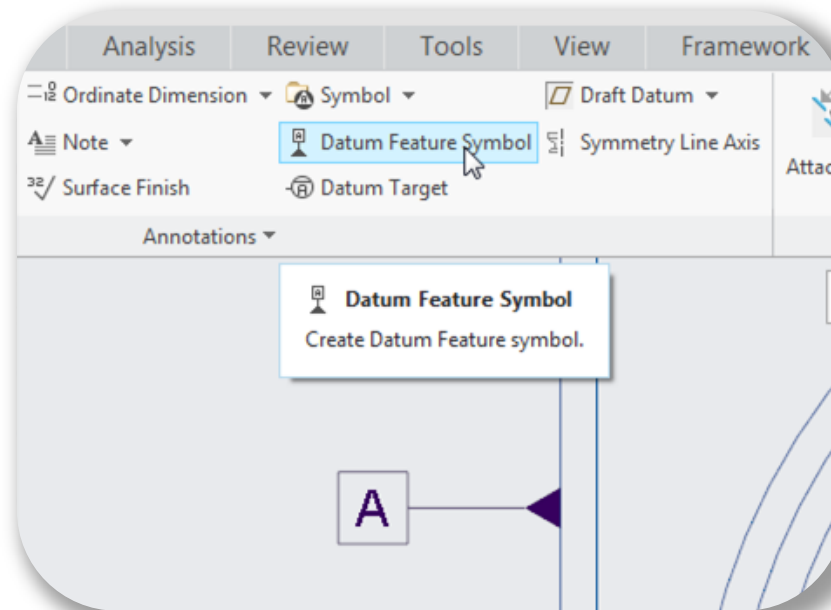 Analysis Review Tools View Framework
Ordinate Dimension Symbol Draft Datum
Note Datum Feature Symbol Symmetry Line Axis
32 Surface Finish Datum Target
Annotations
Datum Feature Symbol
Create Datum Feature symbol.
A